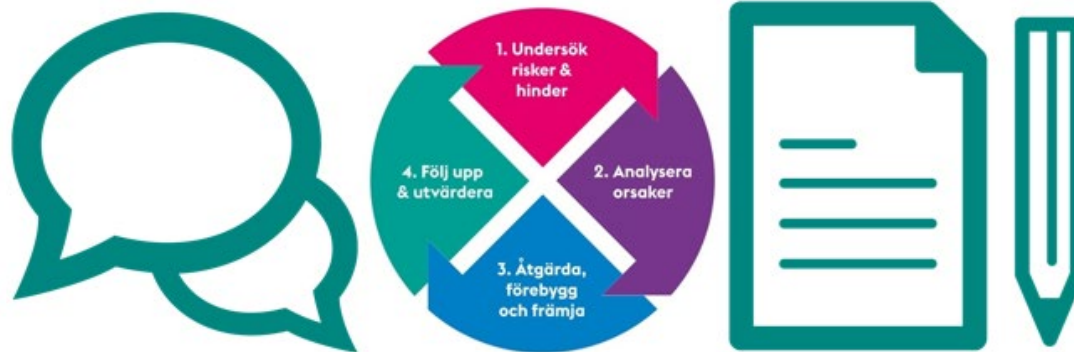 1. Undersök
risker &
hinder
2. Analysera
orsaker
3. Åtgärda,
förebygg
och främja
4. Följ upp
& utvärdera